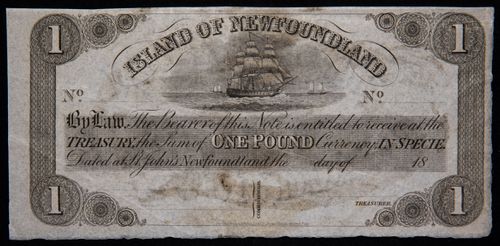 1 ISLAND OF NEWFOUNDLAND 1
No. No.
By Law. The Bearer of this Note is entitled to receive at the
TREASURY, the Sum of ONE POUND Currency, IN SPECIE.
Dated at St. John's Newfoundland the day of 18
1 COMMISSIONERS. TREASURER. 1